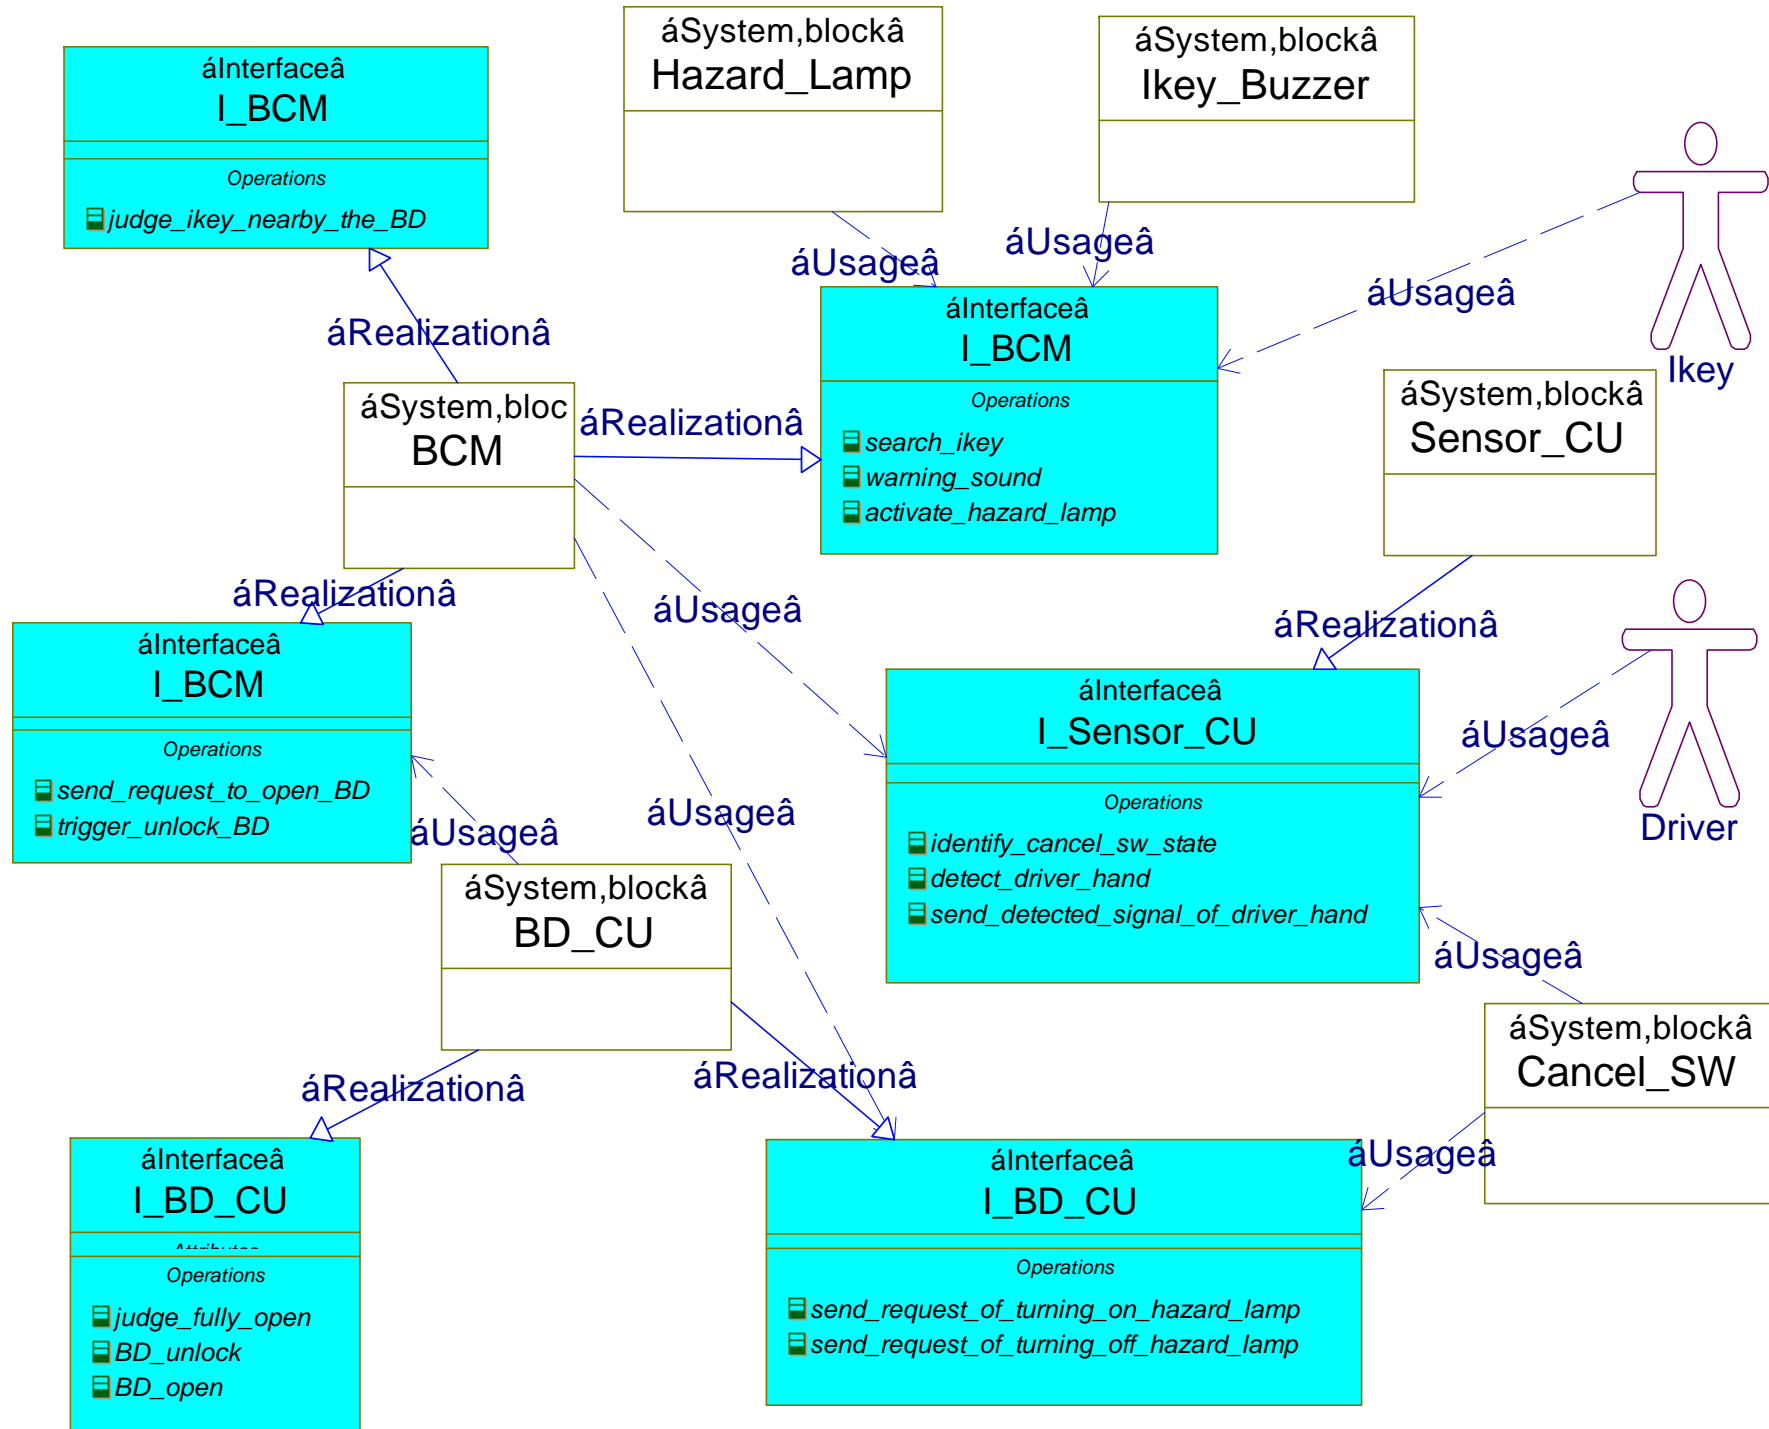 áSystem,blockâ
Hazard_Lamp
áSystem,blockâ
Ikey_Buzzer
áInterfaceâ
I_BCM
Operations
judge_ikey_nearby_the_BD
áUsageâ
áUsageâ
áUsageâ
Ikey
áRealizationâ
áInterfaceâ
I_BCM
Operations
search_ikey
warning_sound
activate_hazard_lamp
áSystem,bloc
BCM
áRealizationâ
áSystem,blockâ
Sensor_CU
áRealizationâ
áUsageâ
áRealizationâ
áInterfaceâ
I_BCM
Operations
send_request_to_open_BD
trigger_unlock_BD
áInterfaceâ
I_Sensor_CU
Operations
identify_cancel_sw_state
detect_driver_hand
send_detected_signal_of_driver_hand
áUsageâ
Driver
áUsageâ
áUsageâ
áSystem,blockâ
BD_CU
áUsageâ
áSystem,blockâ
Cancel_SW
áRealizationâ
áRealizationâ
áUsageâ
áInterfaceâ
I_BD_CU
Attributes
Operations
judge_fully_open
BD_unlock
BD_open
áInterfaceâ
I_BD_CU
Operations
send_request_of_turning_on_hazard_lamp
send_request_of_turning_off_hazard_lamp